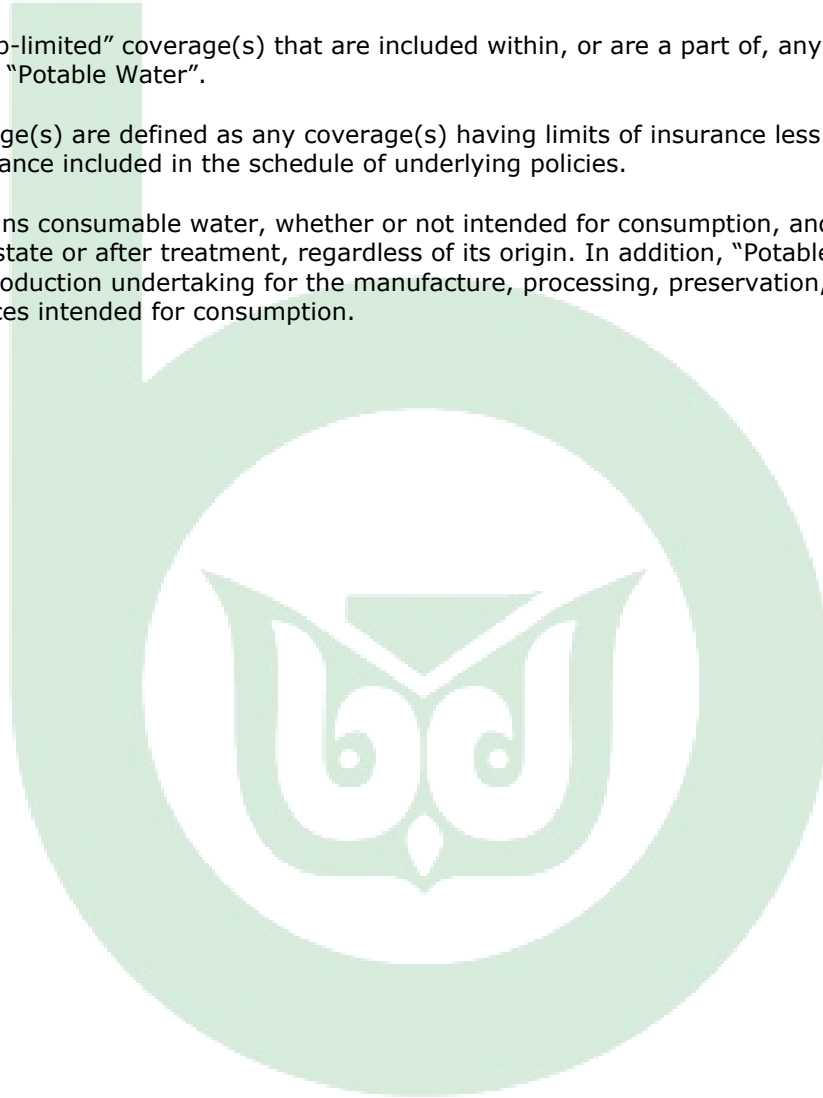 o-limited” coverage(s) that are included within, or are a part of, any
“Potable Water”.
ge(s) are defined as any coverage(s) having limits of insurance less
ance included in the schedule of underlying policies.
ns consumable water, whether or not intended for consumption, and
state or after treatment, regardless of its origin. In addition, “Potable
oduction undertaking for the manufacture, processing, preservation,
ces intended for consumption.